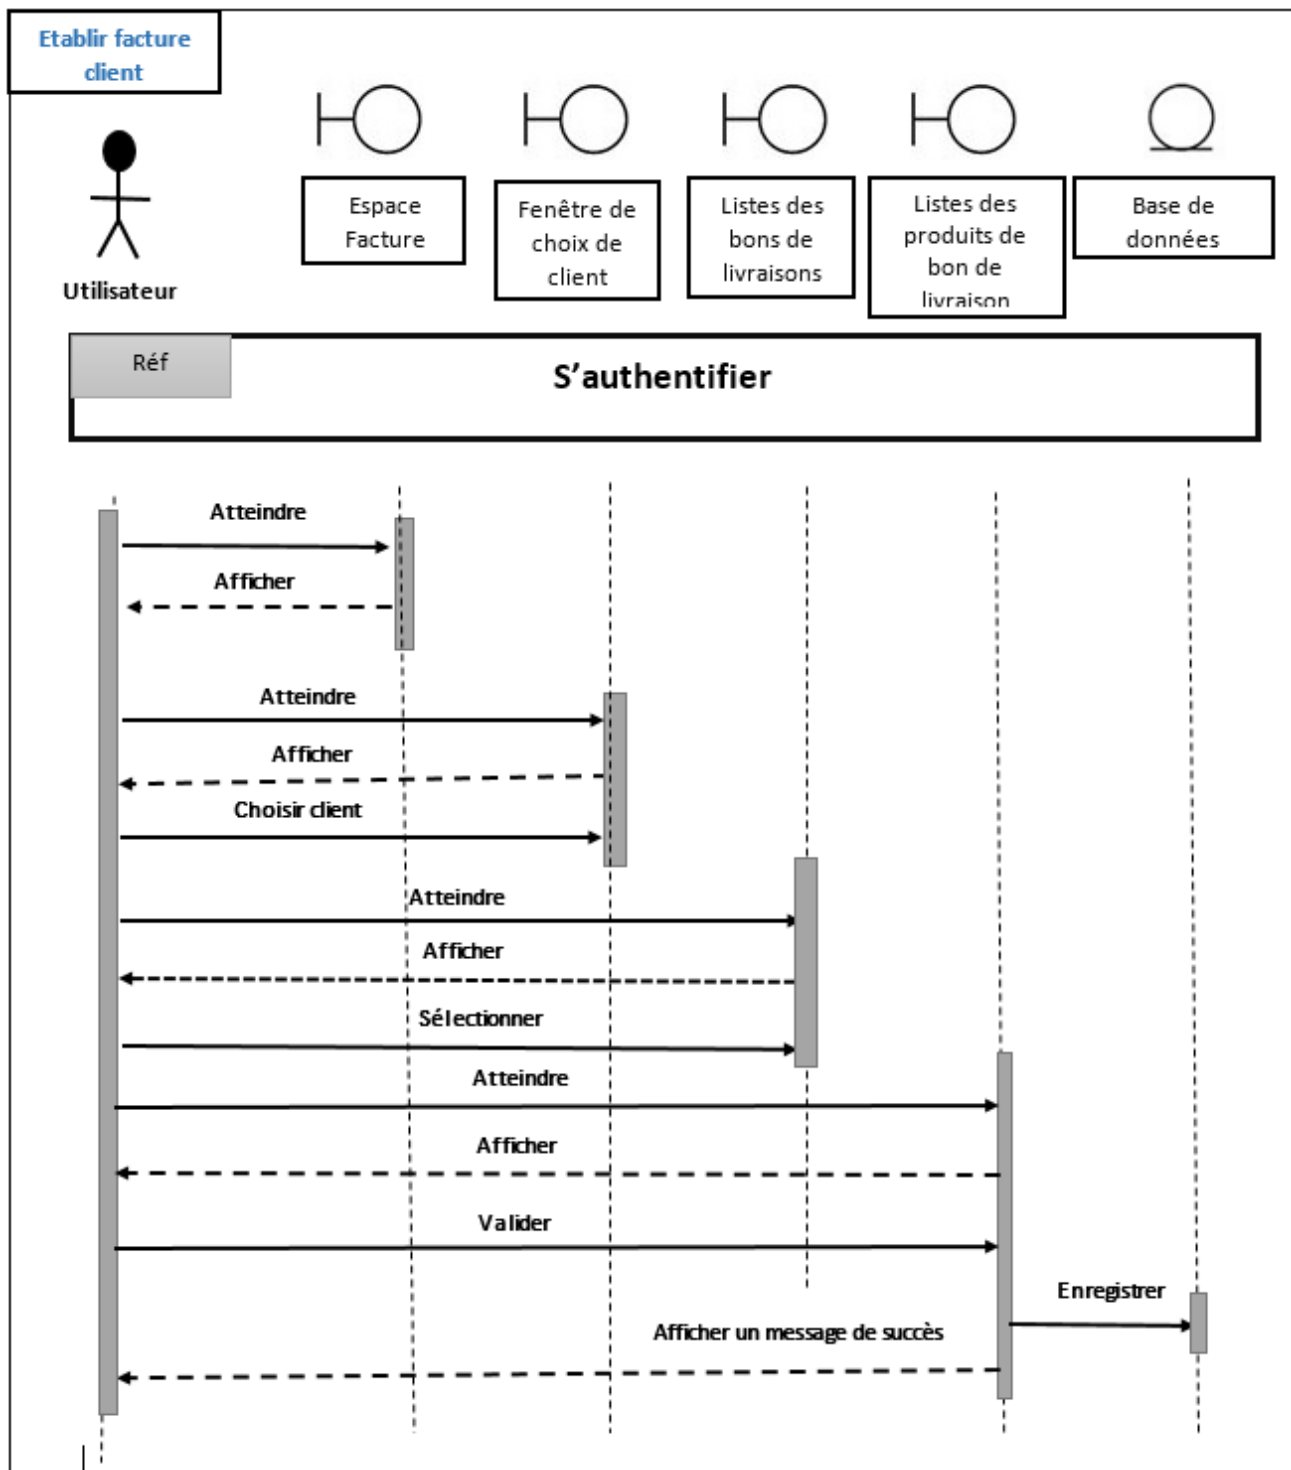 Etablir facture
client
Utilisateur
Espace
Facture
Fenêtre de
choix de
client
Listes des
bons de
livraisons
Listes des
produits de
bon de
livraison
Base de
données
Réf
S'authentifier
Atteindre
Afficher
Atteindre
Afficher
Choisir client
Atteindre
Afficher
Sélectionner
Atteindre
Afficher
Valider
Enregistrer
Afficher un message de succès